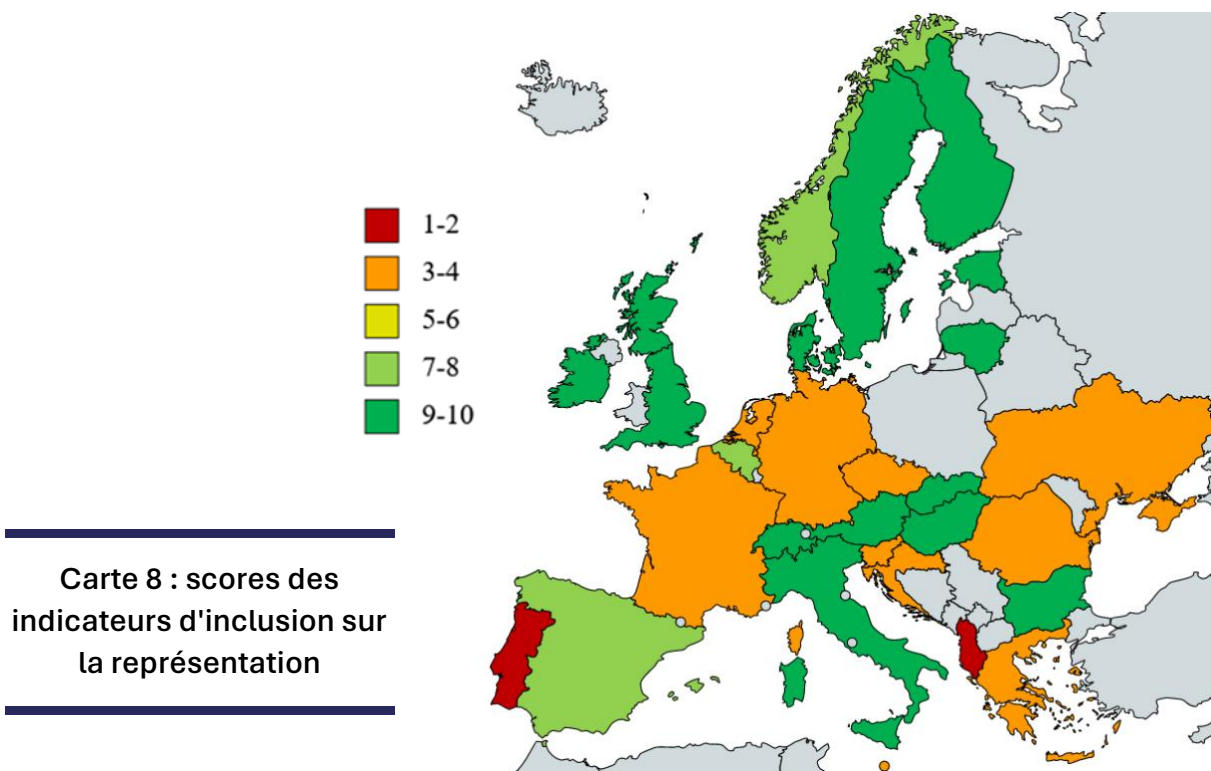 1-2
3-4
5-6
7-8
9-10
Carte 8 : scores des
indicateurs d'inclusion sur
la représentation